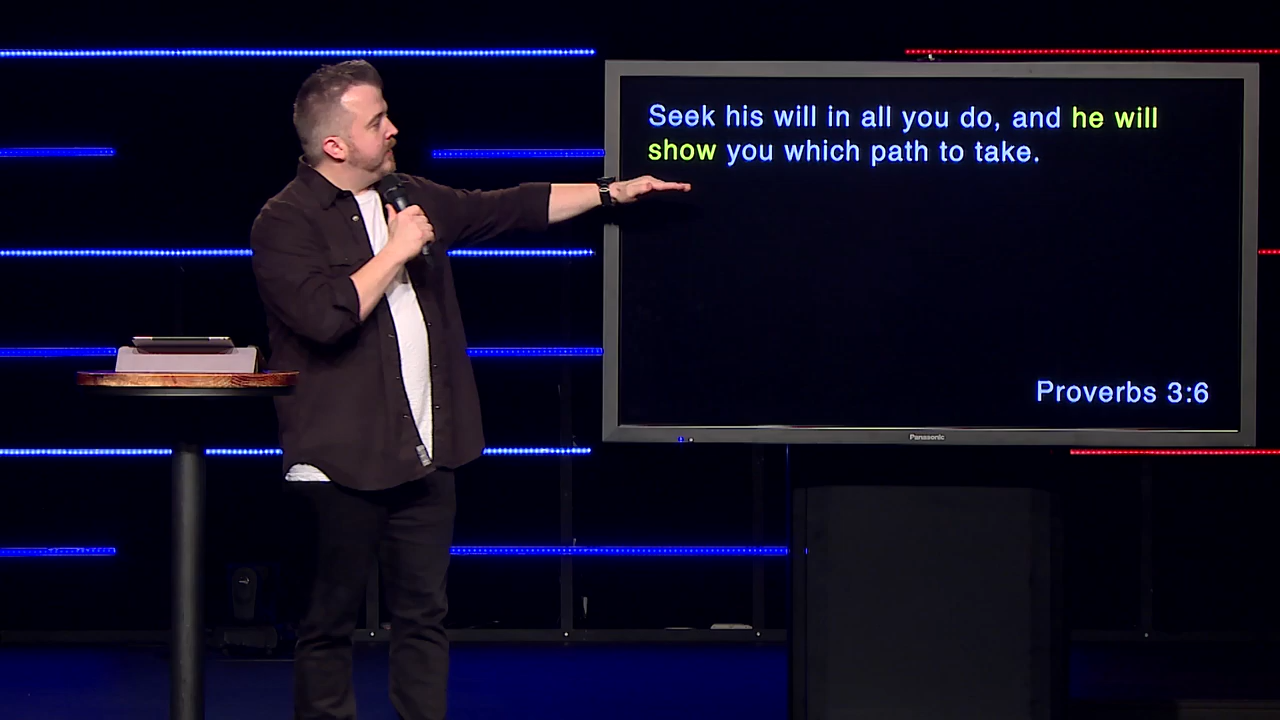 Seek his will in all you do, and he will
show you which path to take.
Proverbs 3:6
Panasonic